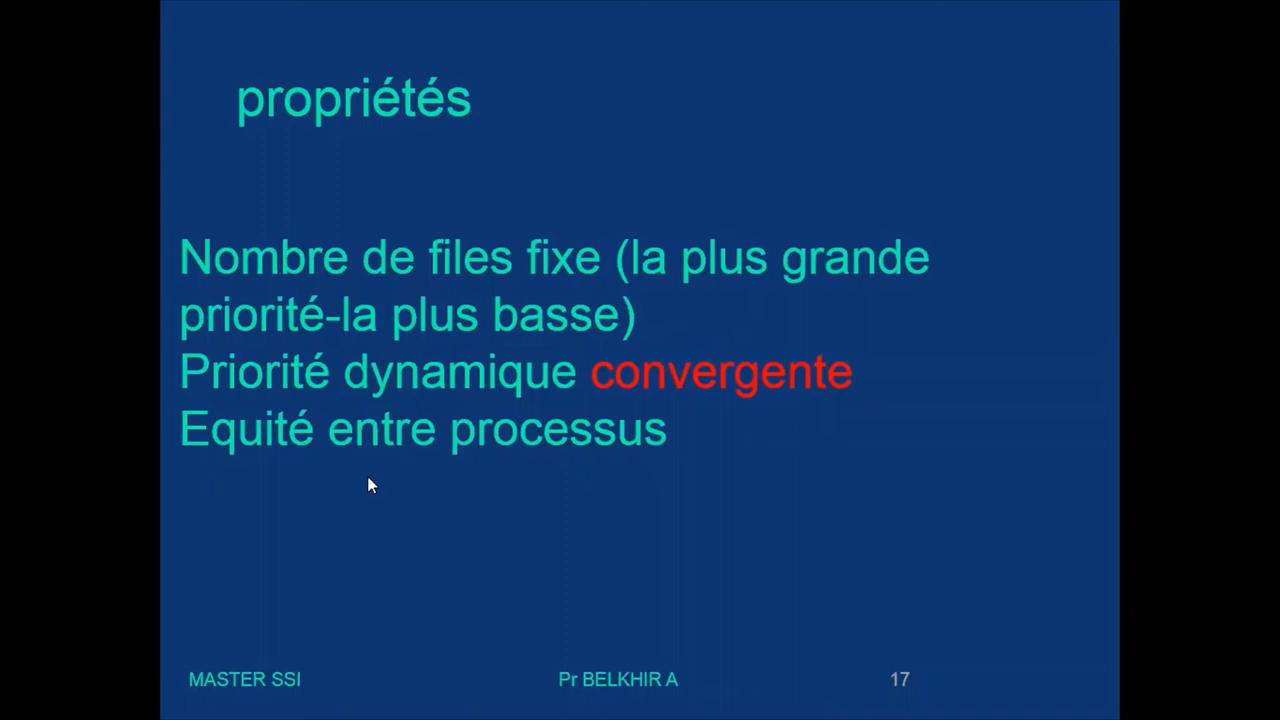 propriétés
Nombre de files fixe (la plus grande
priorité-la plus basse)
Priorité dynamique convergente
Equité entre processus
MASTER SSI
Pr BELKHIR A
17